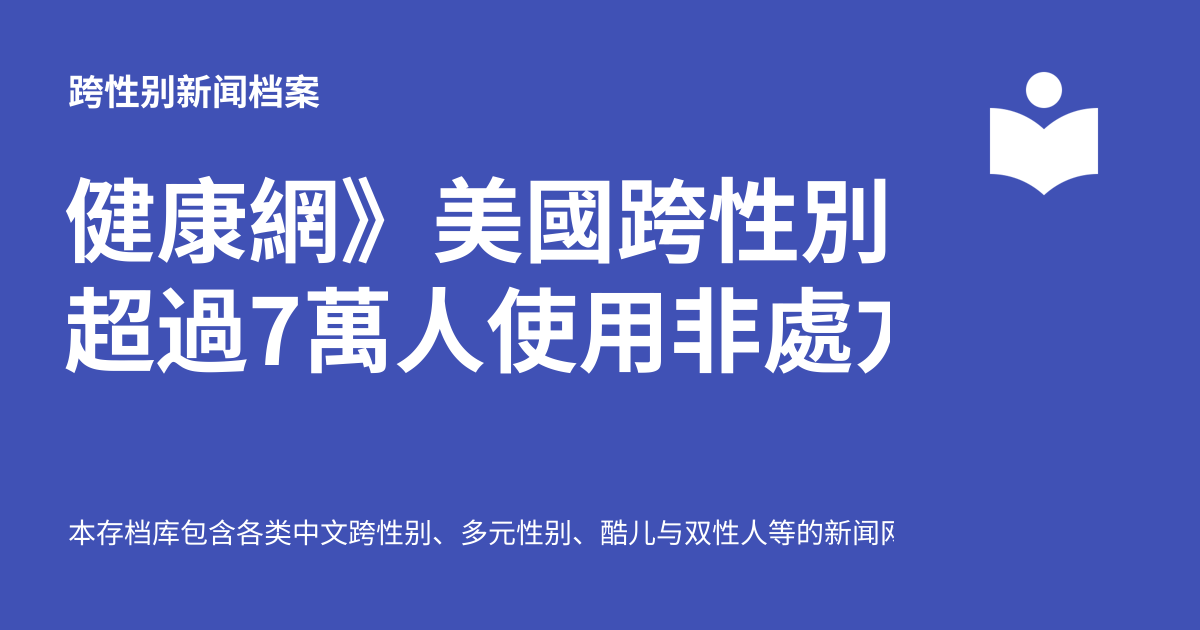 跨性别新闻档案
健康網》美國跨性別
超過7萬人使用非處
本存档库包含各类中文跨性别、多元性别、酷儿与双性人等的新闻